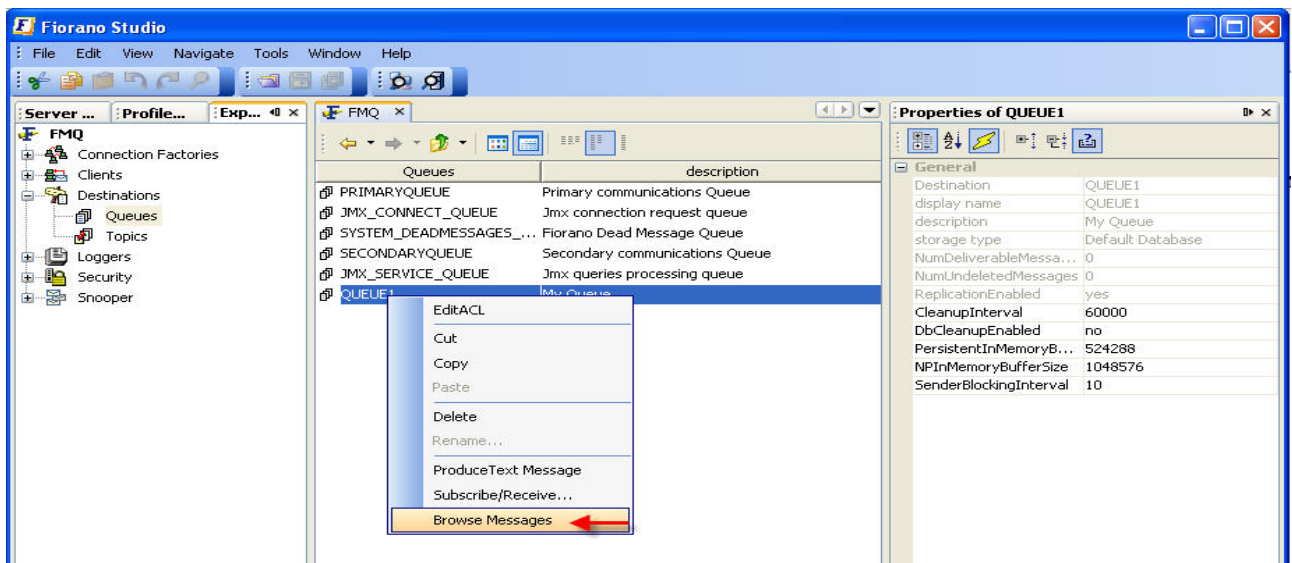 Fiorano Studio
File Edit View Navigate Tools Window Help
Server ... Profile... Exp...
FMQ
Connection Factories
Clients
Destinations
Queues
Topics
Loggers
Security
Snooper
FMQ
Queues description
PRIMARYQUEUE Primary communications Queue
JMX_CONNECT_QUEUE Jmx connection request queue
SYSTEM_DEADMESSAGES_... Fiorano Dead Message Queue
SECONDARYQUEUE Secondary communications Queue
JMX_SERVICE_QUEUE Jmx queries processing queue
QUEUE1 My Queue
EditACL
Cut
Copy
Paste
Delete
Rename...
ProduceText Message
Subscribe/Receive...
Browse Messages
Properties of QUEUE1
General
Destination QUEUE1
display name QUEUE1
description My Queue
storage type Default Database
NumDeliverableMessa... 0
NumUndeletedMessages 0
ReplicationEnabled yes
CleanupInterval 60000
DbCleanupEnabled no
PersistentInMemoryB... 524288
NPInMemoryBufferSize 1048576
SenderBlockingInterval 10